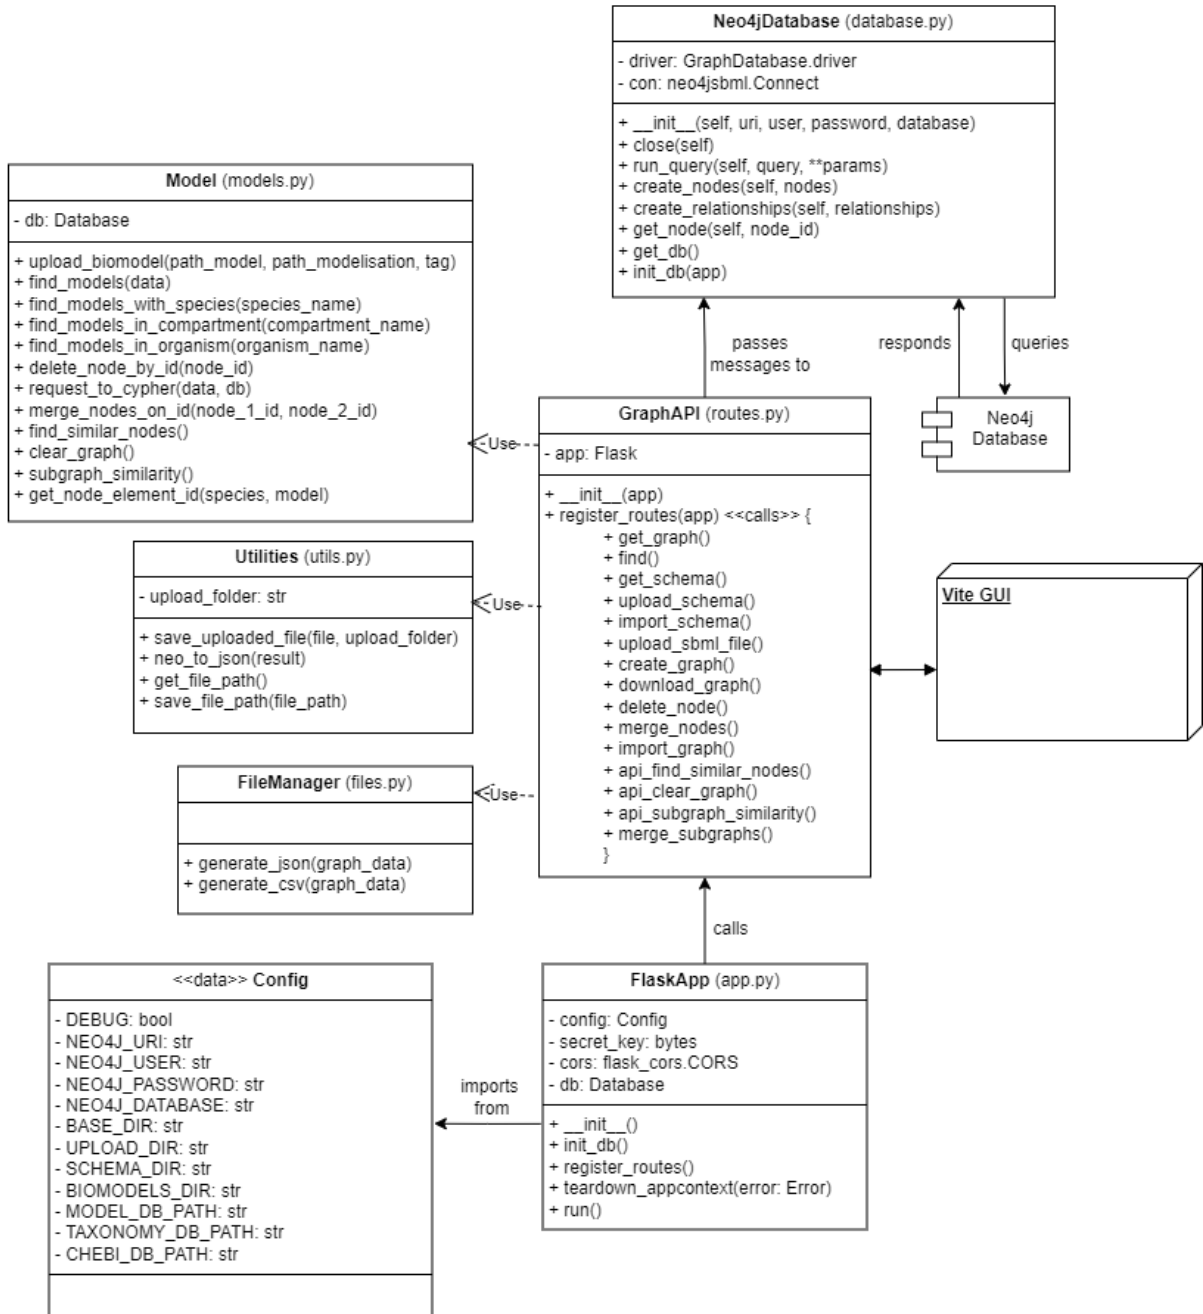 Neo4jDatabase (database.py)
- driver: GraphDatabase.driver
- con: neo4jsbml.Connect
+ __init__(self, uri, user, password, database)
+ close(self)
+ run_query(self, query, **params)
+ create_nodes(self, nodes)
+ create_relationships(self, relationships)
+ get_node(self, node_id)
+ get_db()
+ init_db(app)
Model (models.py)
- db: Database
+ upload_biomodel(path_model, path_modelisation, tag)
+ find_models(data)
+ find_models_with_species(species_name)
+ find_models_in_compartment(compartment_name)
+ find_models_in_organism(organism_name)
+ delete_node_by_id(node_id)
+ request_to_cypher(data, db)
+ merge_nodes_on_id(node_1_id, node_2_id)
+ find_similar_nodes()
+ clear_graph()
+ subgraph_similarity()
+ get_node_element_id(species, model)
passes
messages to
responds
queries
Neo4j
Database
GraphAPI (routes.py)
- app: Flask
+ __init__(app)
+ register_routes(app) <<calls>> {
+ get_graph()
+ find()
+ get_schema()
+ upload_schema()
+ import_schema()
+ upload_sbml_file()
+ create_graph()
+ download_graph()
+ delete_node()
+ merge_nodes()
+ import_graph()
+ api_find_similar_nodes()
+ api_clear_graph()
+ api_subgraph_similarity()
+ merge_subgraphs()
}
Use
Utilities (utils.py)
- upload_folder: str
+ save_uploaded_file(file, upload_folder)
+ neo_to_json(result)
+ get_file_path()
+ save_file_path(file_path)
Use
Vite GUI
FileManager (files.py)
+ generate_json(graph_data)
+ generate_csv(graph_data)
Use
calls
<<data>> Config
- DEBUG: bool
- NEO4J_URI: str
- NEO4J_USER: str
- NEO4J_PASSWORD: str
- NEO4J_DATABASE: str
- BASE_DIR: str
- UPLOAD_DIR: str
- SCHEMA_DIR: str
- BIOMODELS_DIR: str
- MODEL_DB_PATH: str
- TAXONOMY_DB_PATH: str
- CHEBI_DB_PATH: str
imports
from
FlaskApp (app.py)
- config: Config
- secret_key: bytes
- cors: flask_cors.CORS
- db: Database
+ __init__()
+ init_db()
+ register_routes()
+ teardown_appcontext(error: Error)
+ run()